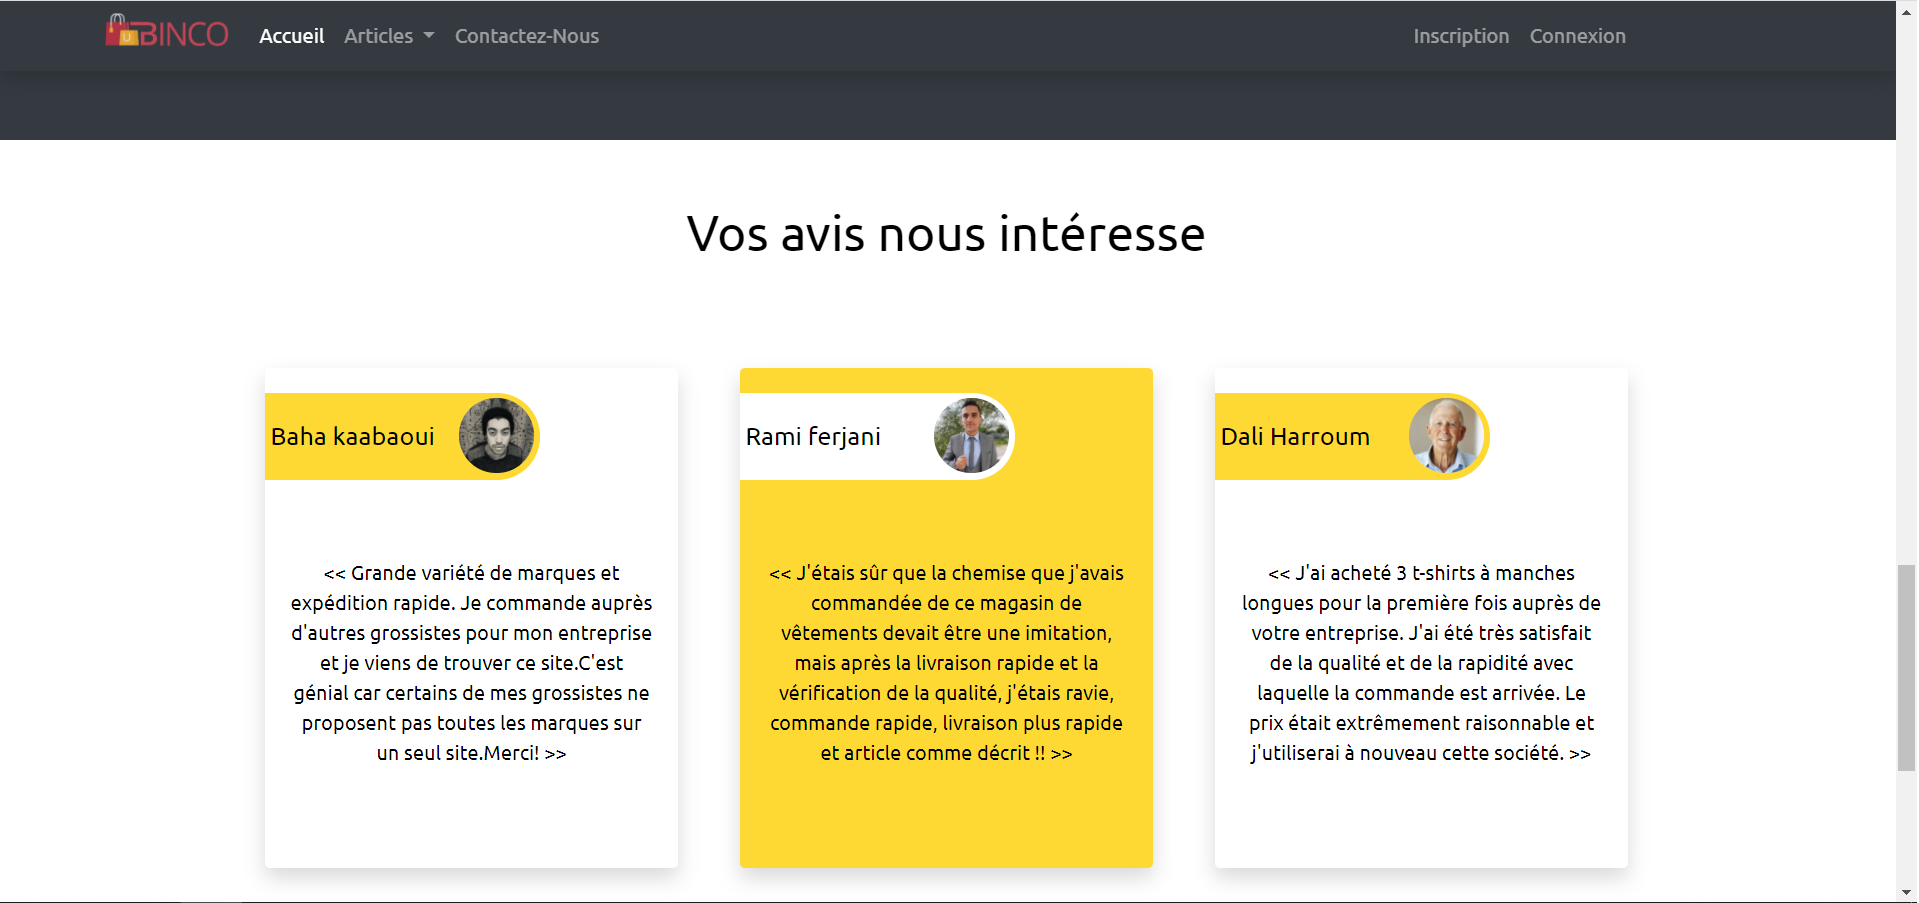 BINCO
Accueil Articles Contactez-Nous Inscription Connexion
Vos avis nous intéresse
Baha kaabaoui
<< Grande variété de marques et
expédition rapide. Je commande auprès
d'autres grossistes pour mon entreprise
et je viens de trouver ce site.C'est
génial car certains de mes grossistes ne
proposent pas toutes les marques sur
un seul site.Merci! >>
Rami ferjani
<< J'étais sûr que la chemise que j'avais
commandée de ce magasin de
vêtements devait être une imitation,
mais après la livraison rapide et la
vérification de la qualité, j'étais ravie,
commande rapide, livraison plus rapide
et article comme décrit !! >>
Dali Harroum
<< J'ai acheté 3 t-shirts à manches
longues pour la première fois auprès de
votre entreprise. J'ai été très satisfait
de la qualité et de la rapidité avec
laquelle la commande est arrivée. Le
prix était extrêmement raisonnable et
j'utiliserai à nouveau cette société. >>